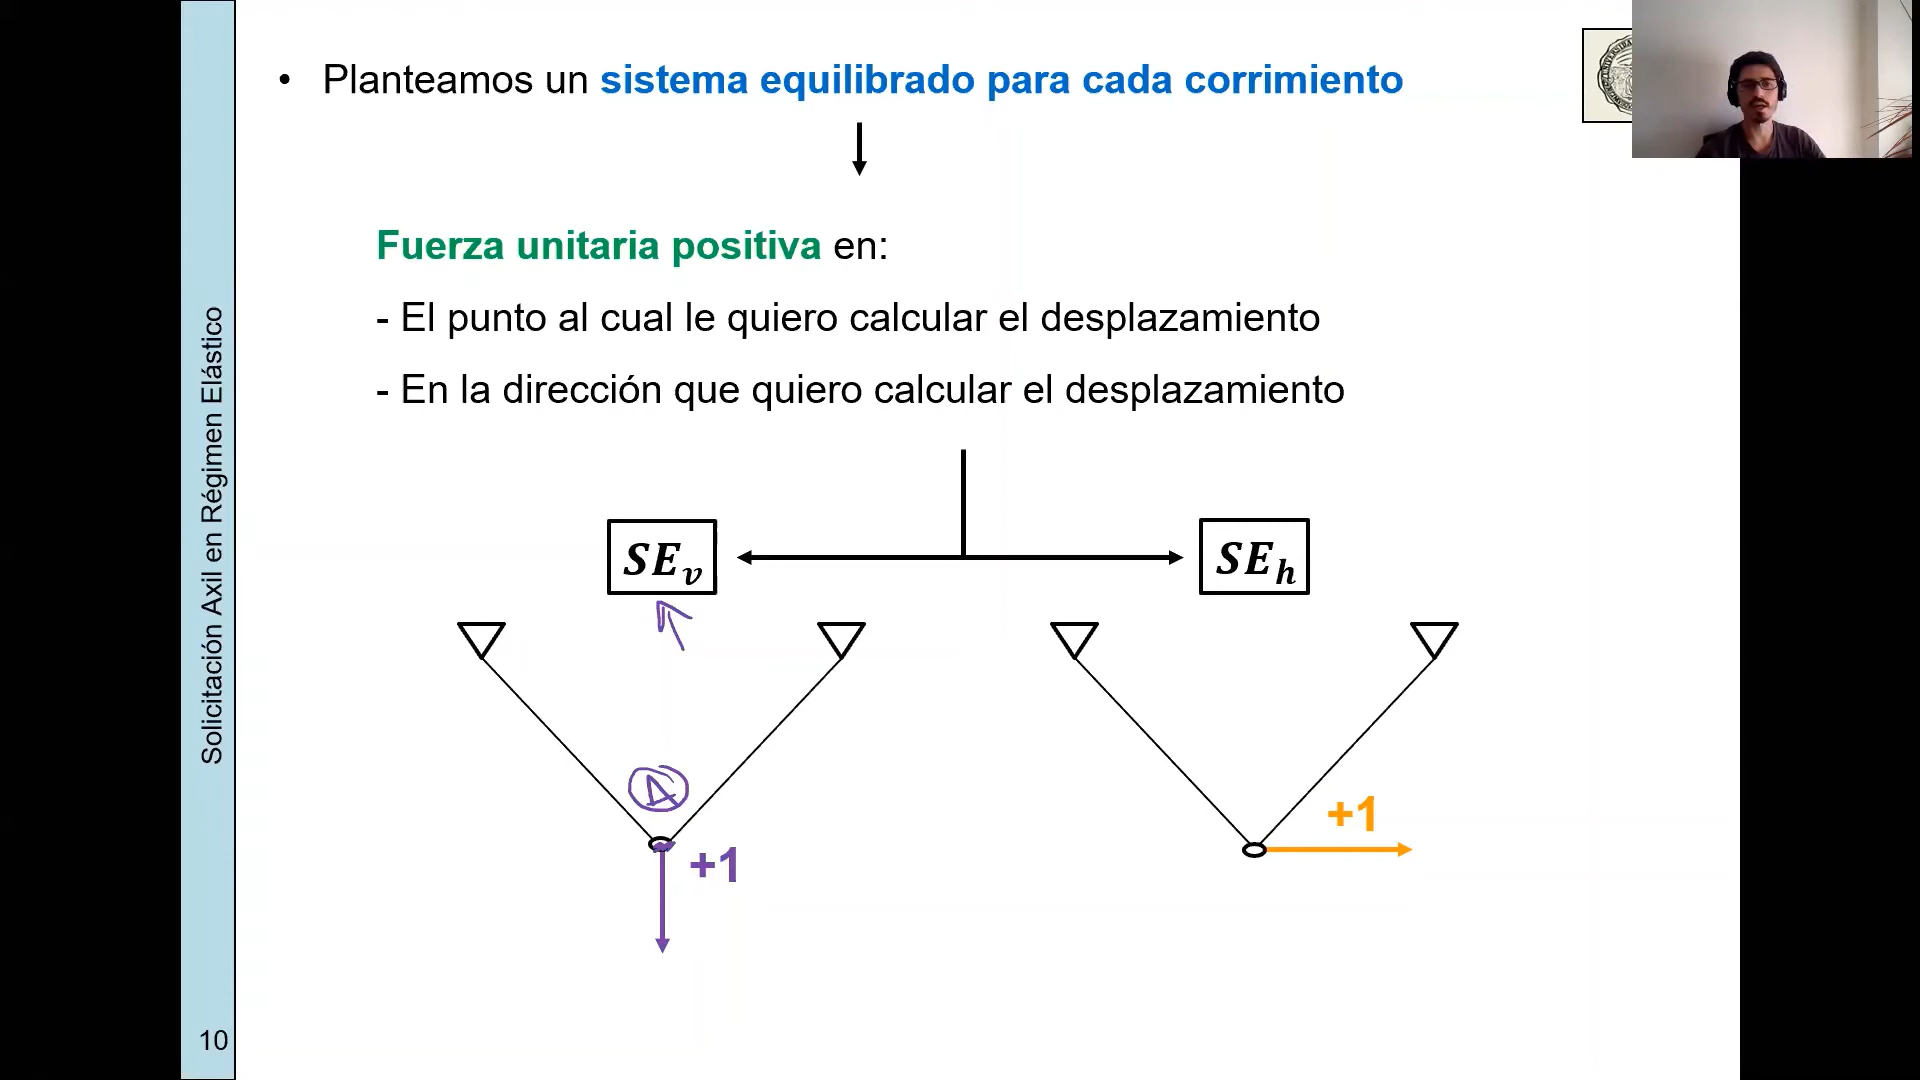 • Planteamos un sistema equilibrado para cada corrimiento
Fuerza unitaria positiva en:
- El punto al cual le quiero calcular el desplazamiento
- En la dirección que quiero calcular el desplazamiento
SEv
SEh
A
+1
+1
Solicitación Axil en Régimen Elástico
10